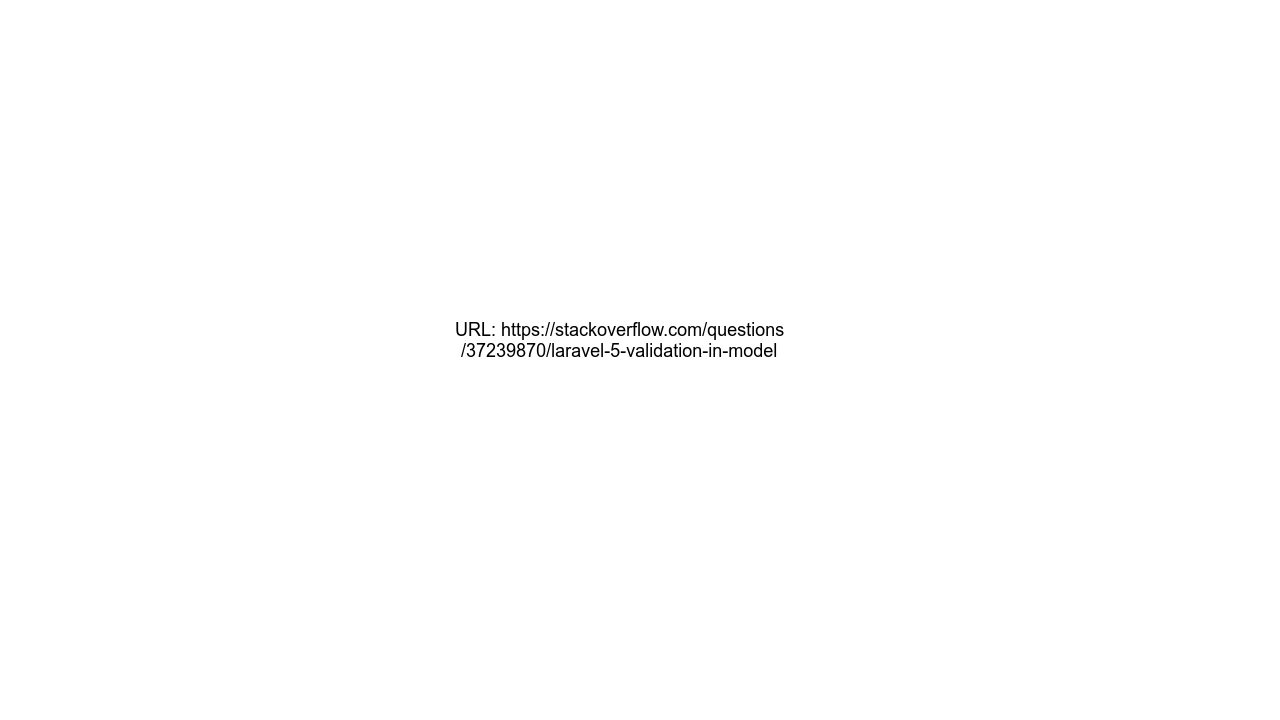 URL: https://stackoverflow.com/questions
/37239870/laravel-5-validation-in-model